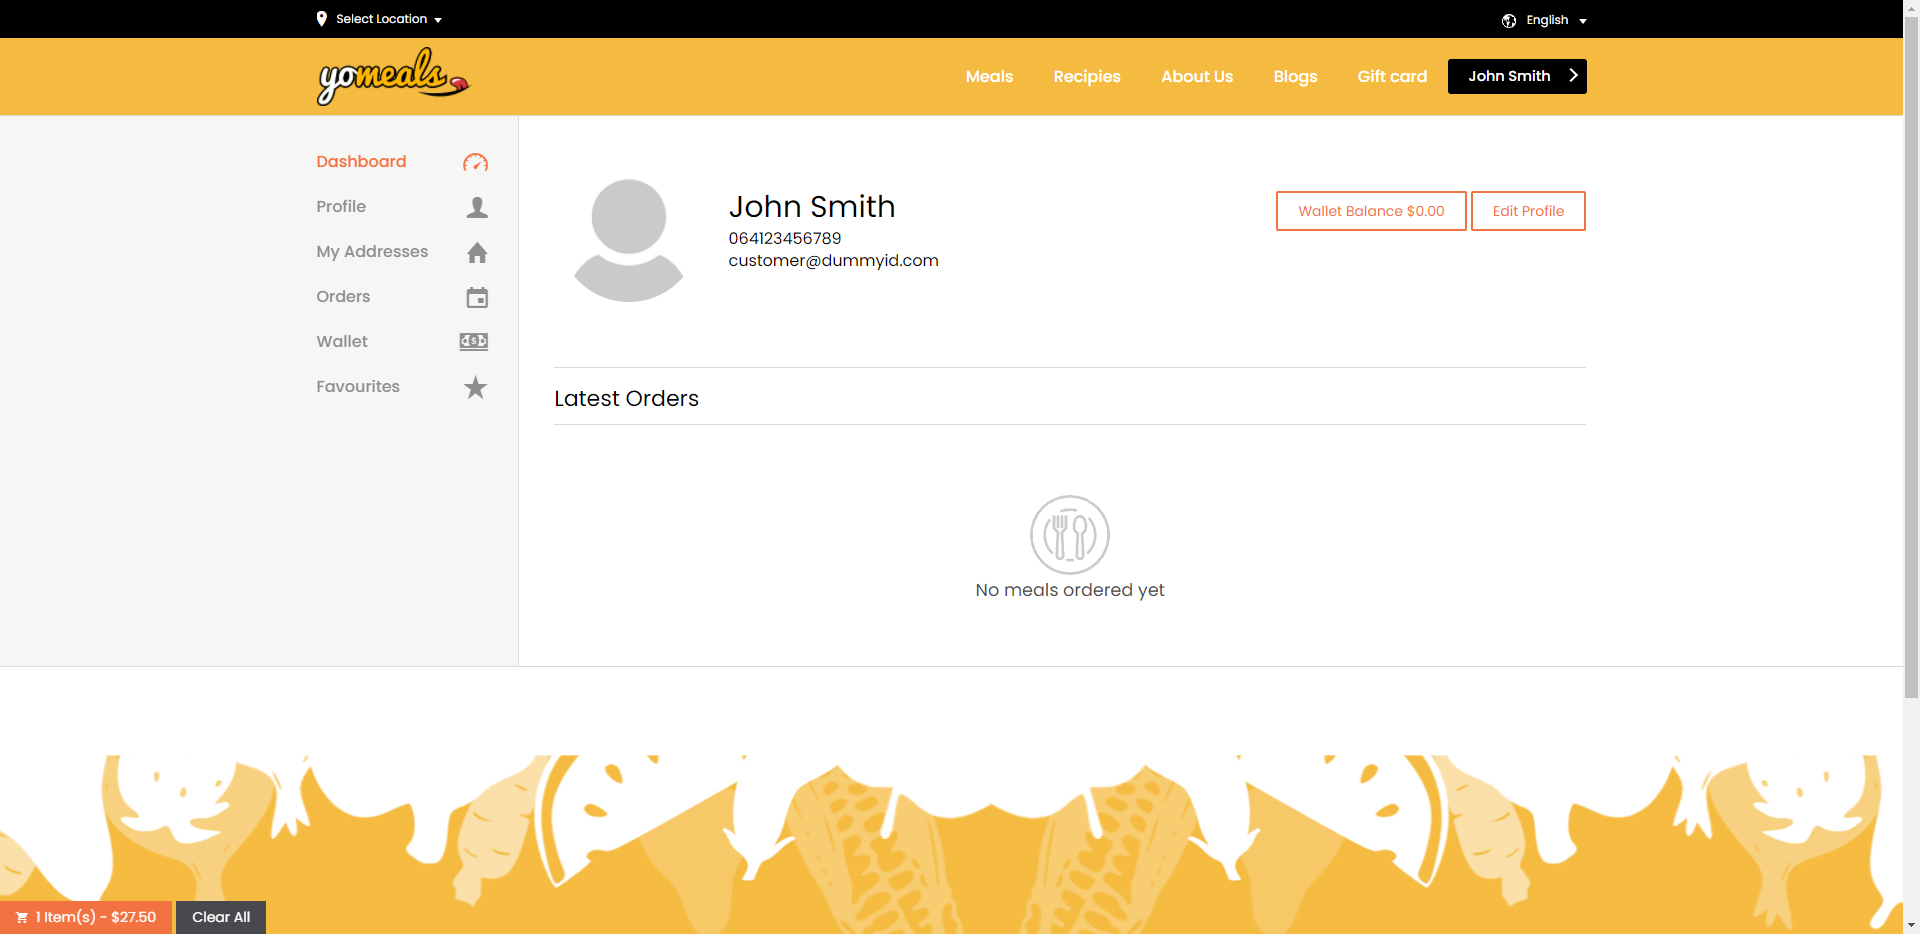 Select Location
English
yomeals
Meals
Recipies
About Us
Blogs
Gift card
John Smith
Dashboard
Profile
My Addresses
Orders
Wallet
Favourites
John Smith
064123456789
customer@dummyid.com
Wallet Balance $0.00
Edit Profile
Latest Orders
No meals ordered yet
1 Item(s) - $27.50
Clear All